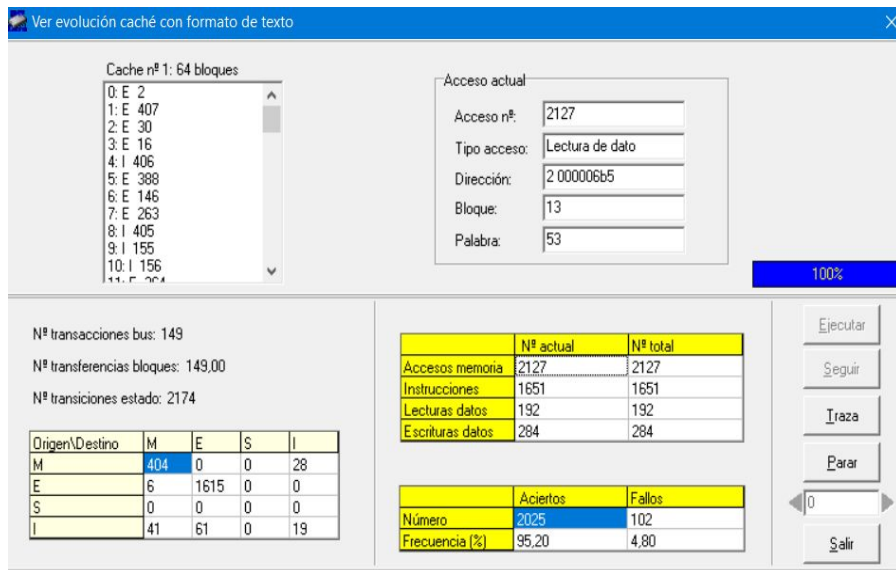 Ver evolución caché con formato de texto
Cache nº 1: 64 bloques
0: E 2
1: E 407
2: E 30
3: E 16
4: I 406
5: E 388
6: E 146
7: E 263
8: I 405
9: I 155
10: I 156
Acceso actual
Acceso nº: 2127
Tipo acceso: Lectura de dato
Dirección: 2 000006b5
Bloque: 13
Palabra: 53
100%
Nº transacciones bus: 149
Nº transferencias bloques: 149,00
Nº transiciones estado: 2174
Origen\Destino M E S I
M 404 0 0 28
E 6 1615 0 0
S 0 0 0 0
I 41 61 0 19
Nº actual Nº total
Accesos memoria 2127 2127
Instrucciones 1651 1651
Lecturas datos 192 192
Escrituras datos 284 284
Aciertos Fallos
Número 2025 102
Frecuencia (%) 95,20 4,80
Ejecutar
Seguir
Traza
Parar
0
Salir